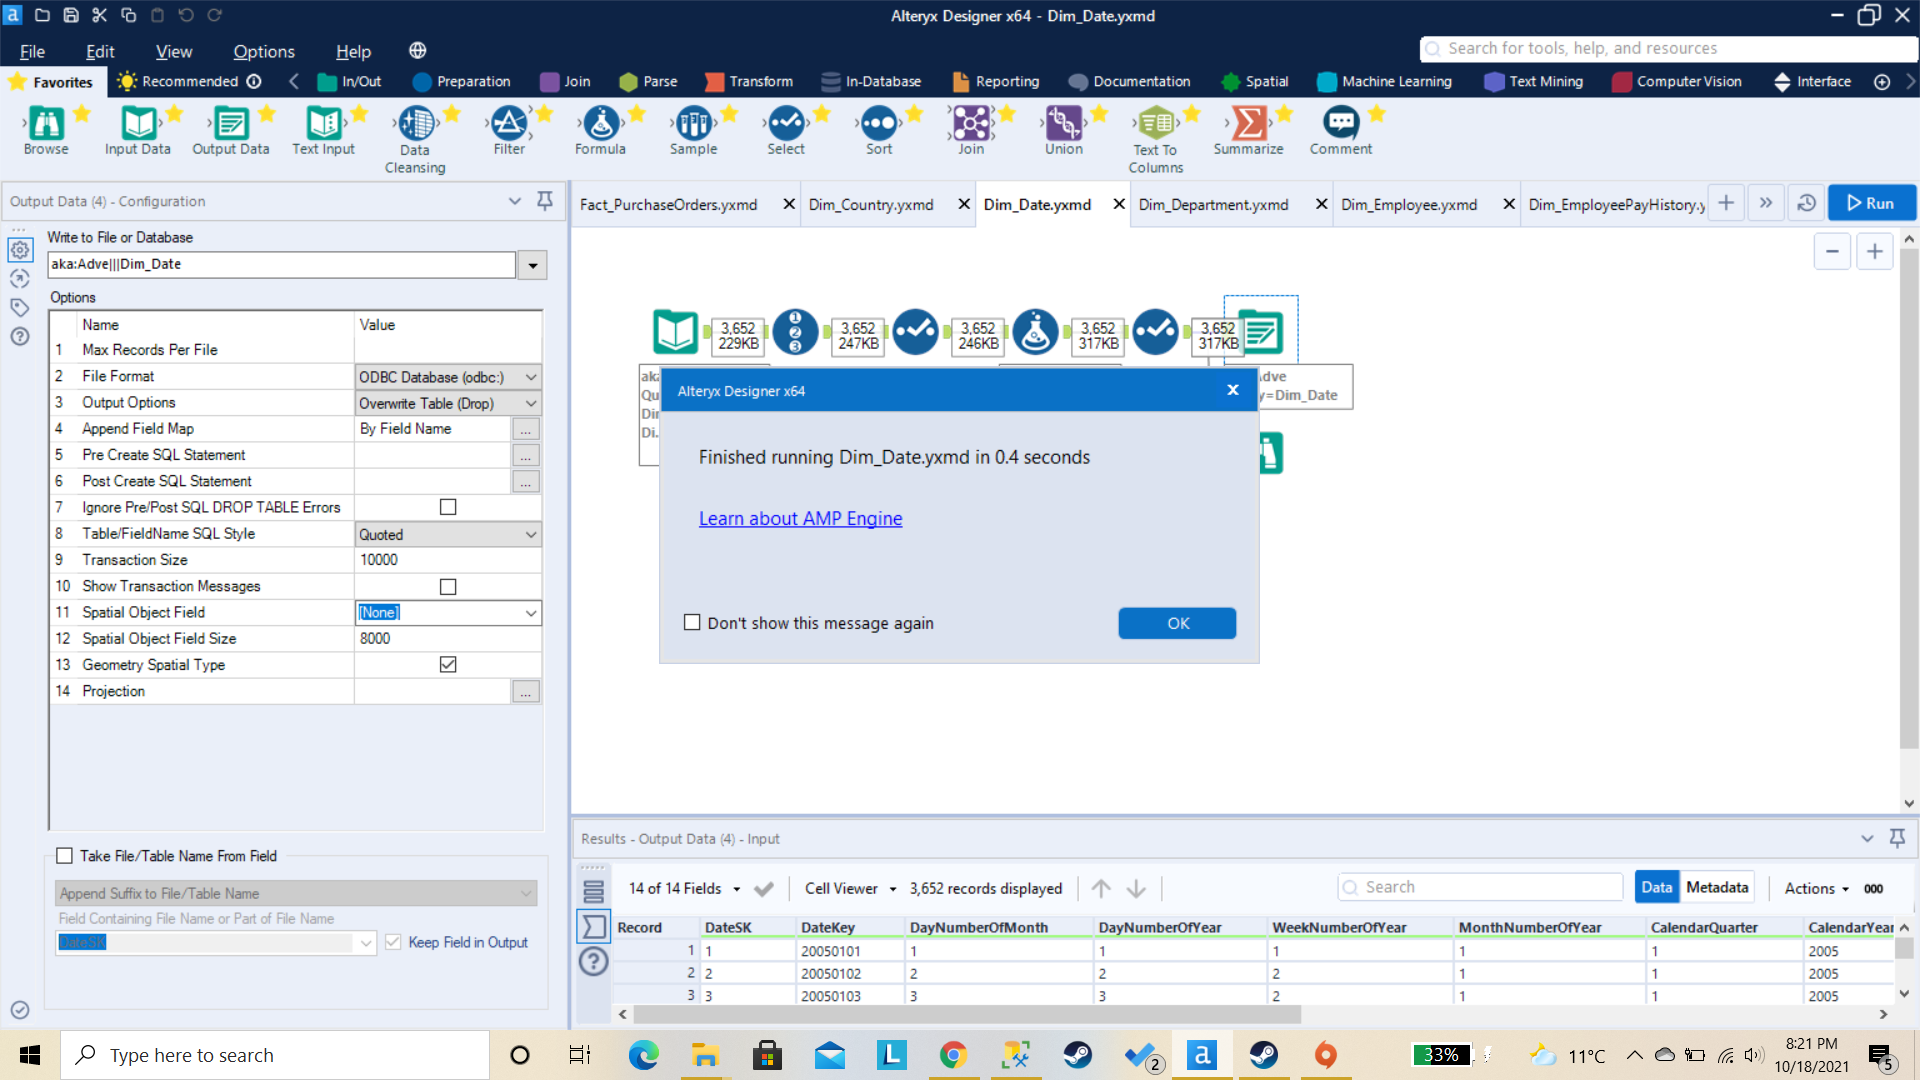 Alteryx Designer x64 - Dim_Date.yxmd
File
Edit
View
Options
Help
Search for tools, help, and resources
Favorites
Recommended
In/Out
Preparation
Join
Parse
Transform
In-Database
Reporting
Documentation
Spatial
Machine Learning
Text Mining
Computer Vision
Interface
Browse
Input Data
Output Data
Text Input
Data
Cleansing
Filter
Formula
Sample
Select
Sort
Join
Union
Text To
Columns
Summarize
Comment
Output Data (4) - Configuration
Fact_PurchaseOrders.yxmd
Dim_Country.yxmd
Dim_Date.yxmd
Dim_Department.yxmd
Dim_Employee.yxmd
Dim_EmployeePayHistory.y
Run
Write to File or Database
aka:Adve|||Dim_Date
Options
Name Value
1 Max Records Per File
2 File Format ODBC Database (odbc:)
3 Output Options Overwrite Table (Drop)
4 Append Field Map By Field Name ...
5 Pre Create SQL Statement ...
6 Post Create SQL Statement ...
7 Ignore Pre/Post SQL DROP TABLE Errors
8 Table/FieldName SQL Style Quoted
9 Transaction Size 10000
10 Show Transaction Messages
11 Spatial Object Field [None]
12 Spatial Object Field Size 8000
13 Geometry Spatial Type
14 Projection ...
Take File/Table Name From Field
Append Suffix to File/Table Name
Field Containing File Name or Part of File Name
DateSK
Keep Field in Output
3,652
229KB
1
2
3
3,652
247KB
3,652
246KB
3,652
317KB
3,652
317KB
aka
Qu
Dim
Di.
dve
y=Dim_Date
Alteryx Designer x64
Finished running Dim_Date.yxmd in 0.4 seconds
Learn about AMP Engine
Don't show this message again
OK
Results - Output Data (4) - Input
14 of 14 Fields
Cell Viewer
3,652 records displayed
Search
Data
Metadata
Actions
000
Record DateSK DateKey DayNumberOfMonth DayNumberOfYear WeekNumberOfYear MonthNumberOfYear CalendarQuarter CalendarYear
1 1 20050101 1 1 1 1 1 2005
2 2 20050102 2 2 2 1 1 2005
3 3 20050103 3 3 2 1 1 2005
Type here to search
2
33%
11°C
8:21 PM
10/18/2021
5